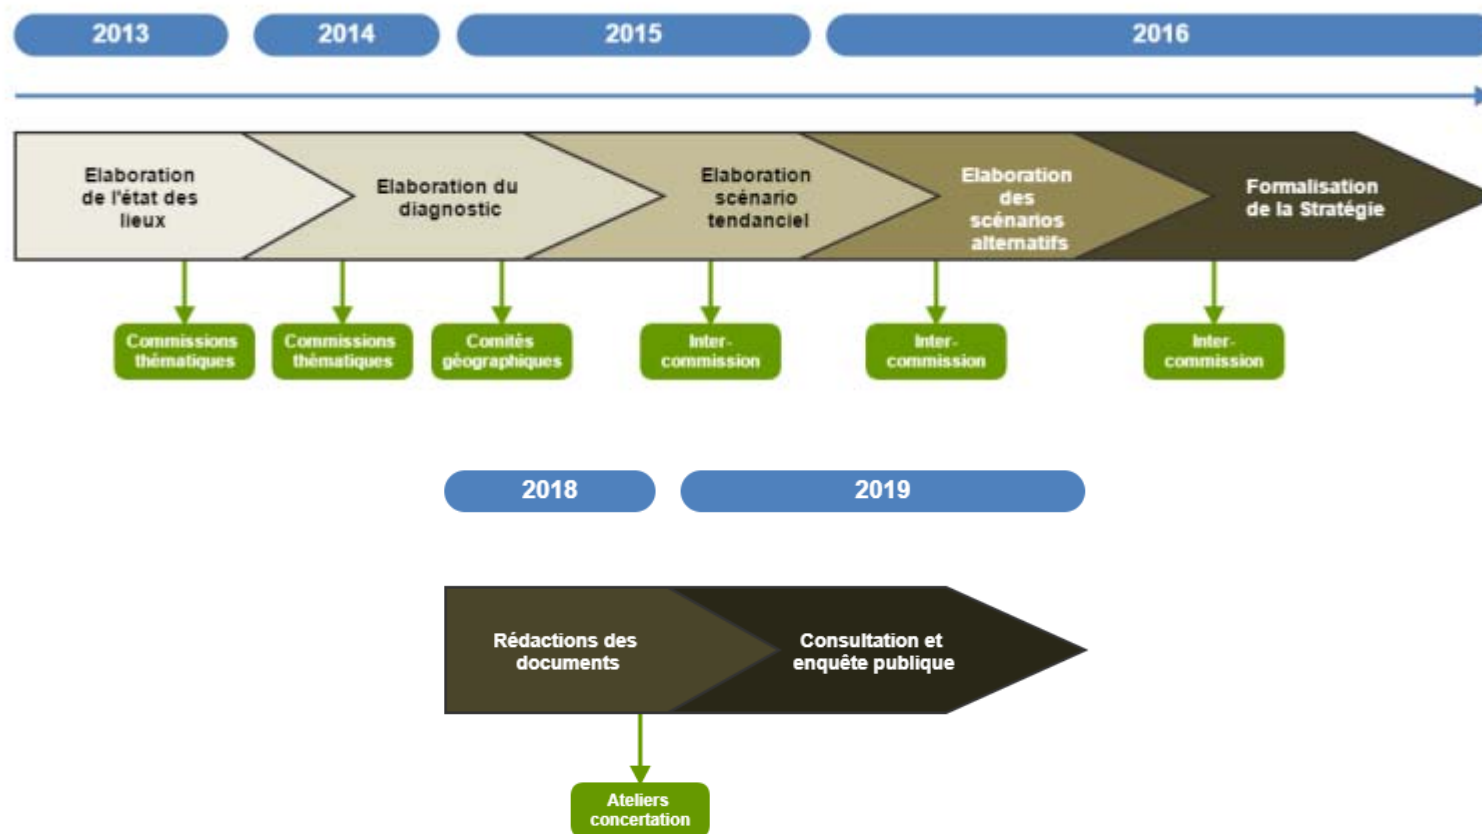 2013
2014
2015
2016
Elaboration
de l'état des
lieux
Elaboration du
diagnostic
Elaboration
scénario
tendanciel
Elaboration
des
scénarios
alternatifs
Formalisation
de la Stratégie
Commissions
thématiques
Commissions
thématiques
Comités
géographiques
Inter-
commission
Inter-
commission
Inter-
commission
2018
2019
Rédactions des
documents
Consultation et
enquête publique
Ateliers
concertation